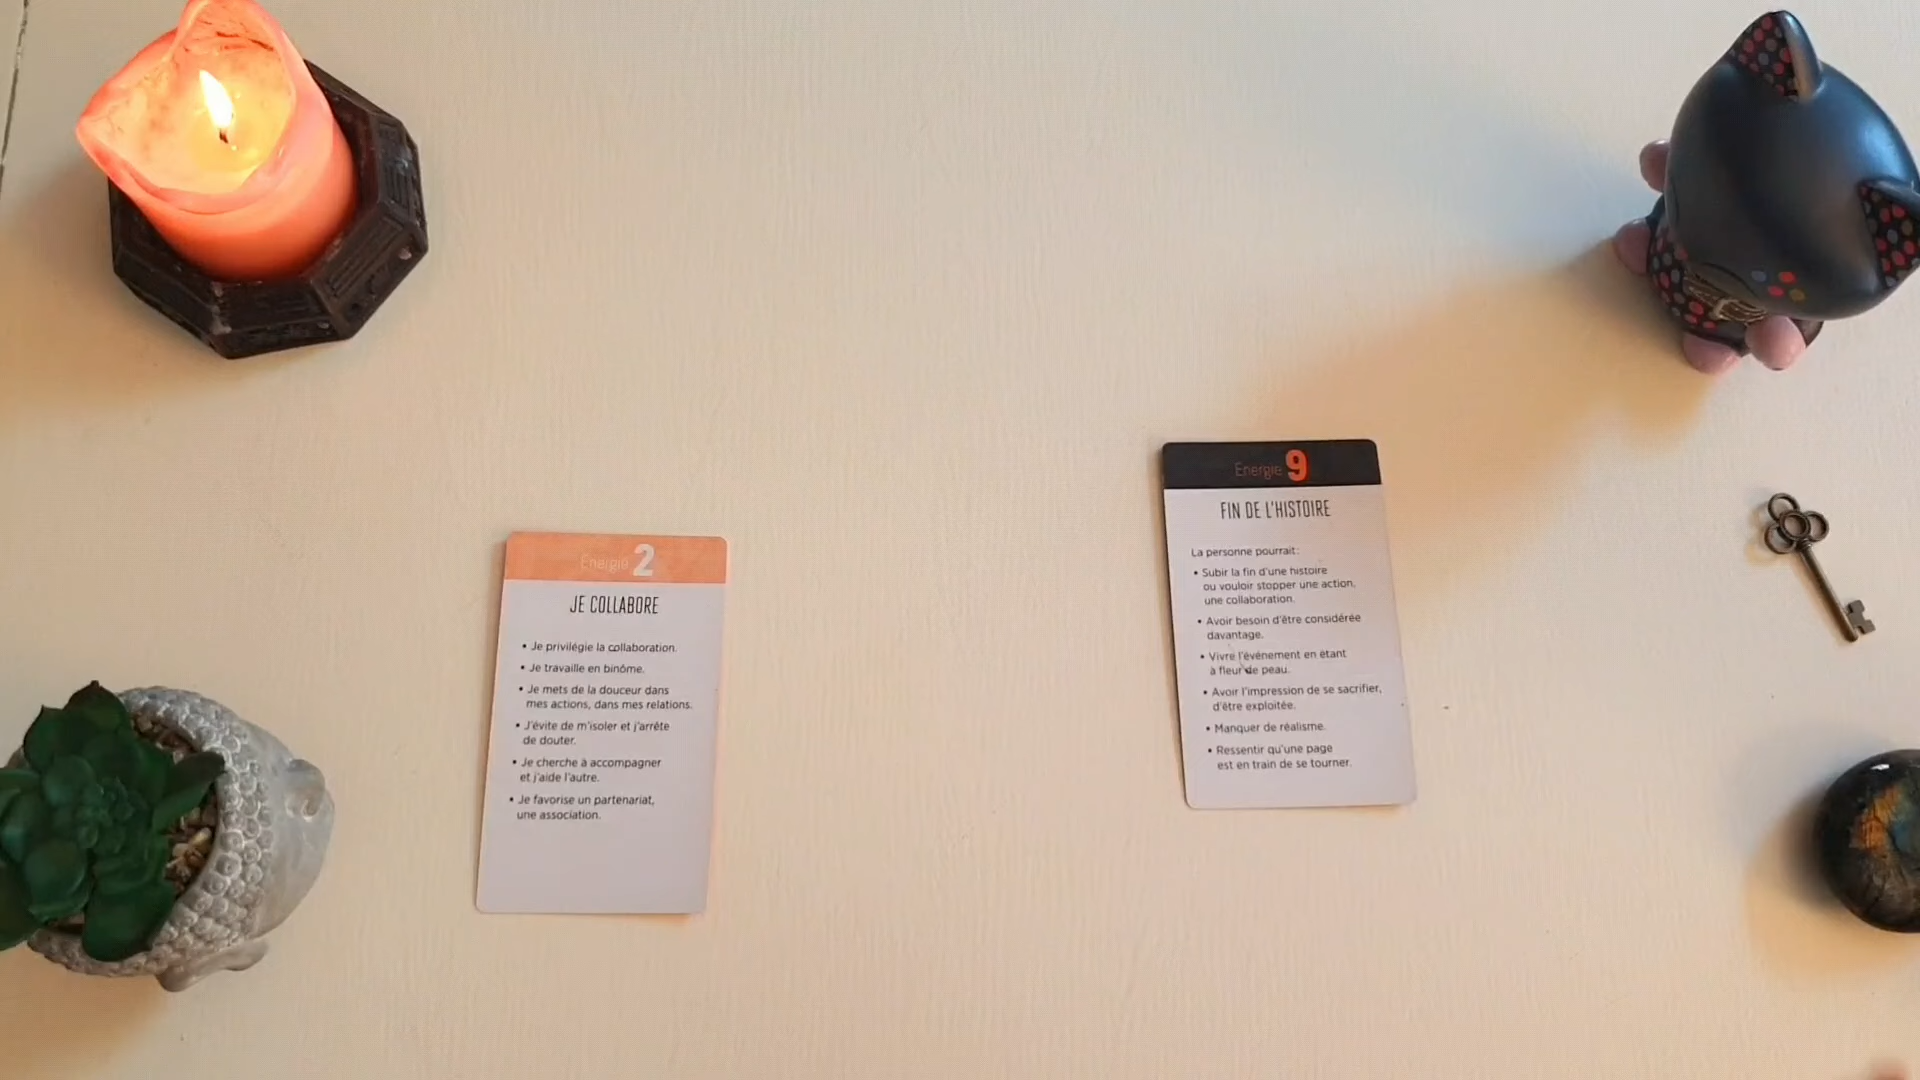 Energie 2
JE COLLABORE
• Je privilégie la collaboration.
• Je travaille en binôme.
• Je mets de la douceur dans
mes actions, dans mes relations.
• J'évite de m'isoler et j'arrête
de douter.
• Je cherche à accompagner
et j'aide l'autre.
• Je favorise un partenariat,
une association.
Energie 9
FIN DE L'HISTOIRE
La personne pourrait :
• Subir la fin d'une histoire
ou vouloir stopper une action,
une collaboration.
• Avoir besoin d'être considérée
davantage.
• Vivre l'événement en étant
à fleur de peau.
• Avoir l'impression de se sacrifier,
d'être exploitée.
• Manquer de réalisme.
• Ressentir qu'une page
est en train de se tourner.